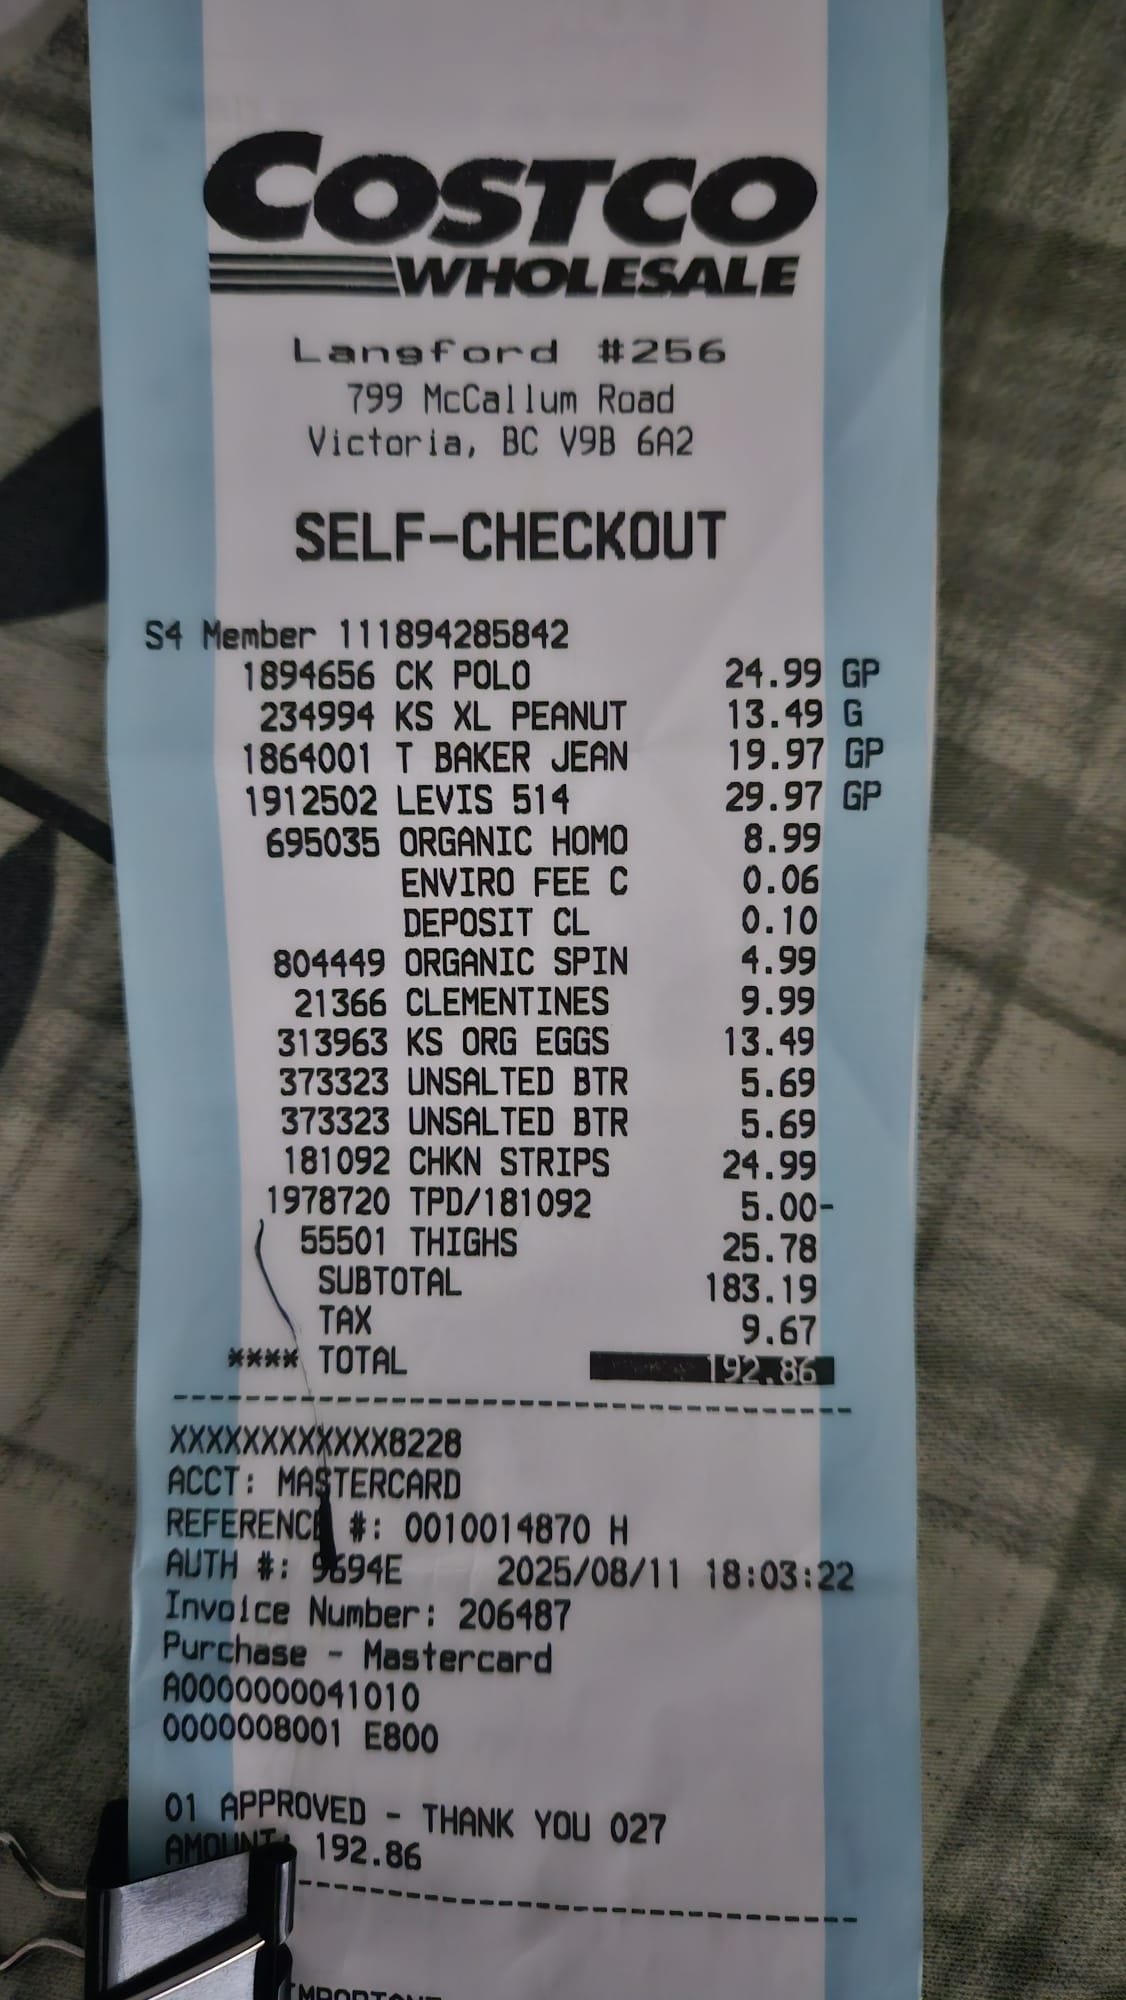 COSTCO
WHOLESALE
Langford #256
799 McCallum Road
Victoria, BC V9B 6A2
SELF-CHECKOUT
S4 Member 111894285842
1894656 CK POLO 24.99 GP
234994 KS XL PEANUT 13.49 G
1864001 T BAKER JEAN 19.97 GP
1912502 LEVIS 514 29.97 GP
695035 ORGANIC HOMO 8.99
ENVIRO FEE C 0.06
DEPOSIT CL 0.10
804449 ORGANIC SPIN 4.99
21366 CLEMENTINES 9.99
313963 KS ORG EGGS 13.49
373323 UNSALTED BTR 5.69
373323 UNSALTED BTR 5.69
181092 CHKN STRIPS 24.99
1978720 TPD/181092 5.00-
55501 THIGHS 25.78
SUBTOTAL 183.19
TAX 9.67
**** TOTAL 192.86
XXXXXXXXXXXX8228
ACCT: MASTERCARD
REFERENCE #: 0010014870 H
AUTH #: 9694E 2025/08/11 18:03:22
Invoice Number: 206487
Purchase - Mastercard
A0000000041010
0000008001 E800
01 APPROVED - THANK YOU 027
AMOUNT: 192.86